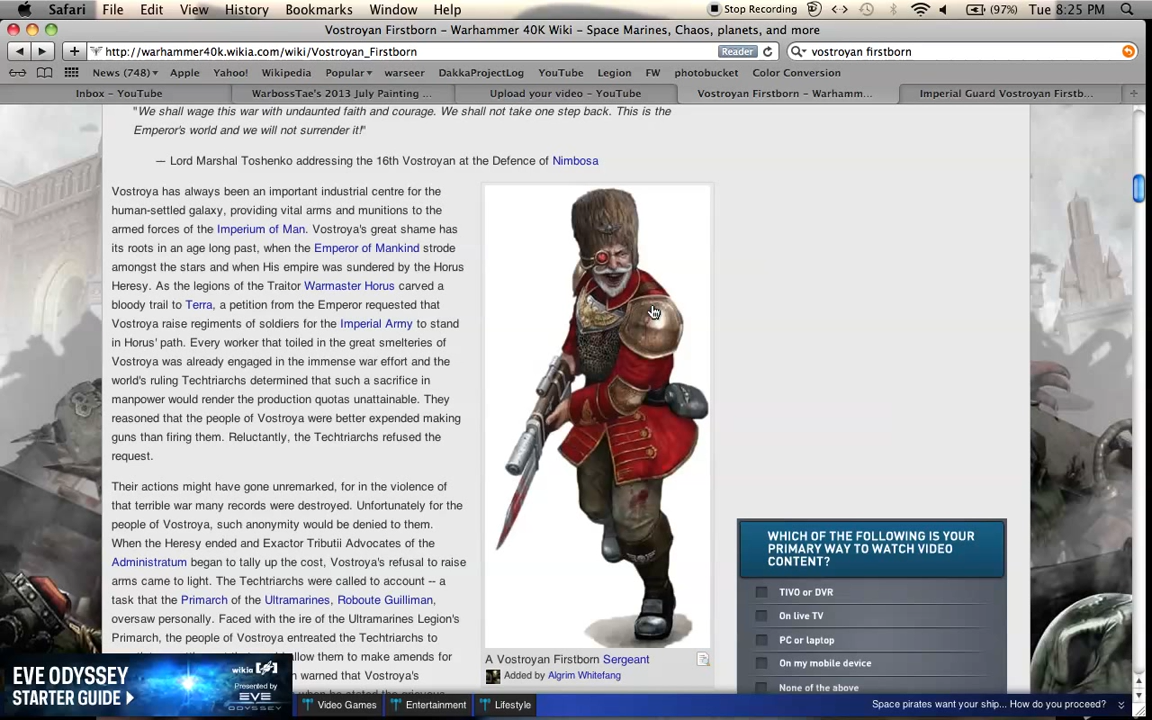 Safari File Edit View History Bookmarks Window Help Stop Recording (97%) Tue 8:25 PM
Vostroyan Firstborn - Warhammer 40K Wiki - Space Marines, Chaos, planets, and more
http://warhammer40k.wikia.com/wiki/Vostroyan_Firstborn Reader vostroyan firstborn
News (748) Apple Yahoo! Wikipedia Popular warseer DakkaProjectLog YouTube Legion FW photobucket Color Conversion
Inbox - YouTube WarbossTae's 2013 July Painting ... Upload your video - YouTube Vostroyan Firstborn - Warhamm... Imperial Guard Vostroyan Firstb...
"We shall wage this war with undaunted faith and courage. We shall not take one step back. This is the
Emperor's world and we will not surrender it!"
— Lord Marshal Toshenko addressing the 16th Vostroyan at the Defence of Nimbosa
Vostroya has always been an important industrial centre for the
human-settled galaxy, providing vital arms and munitions to the
armed forces of the Imperium of Man. Vostroya's great shame has
its roots in an age long past, when the Emperor of Mankind strode
amongst the stars and when His empire was sundered by the Horus
Heresy. As the legions of the Traitor Warmaster Horus carved a
bloody trail to Terra, a petition from the Emperor requested that
Vostroya raise regiments of soldiers for the Imperial Army to stand
in Horus' path. Every worker that toiled in the great smelteries of
Vostroya was already engaged in the immense war effort and the
world's ruling Techtriarchs determined that such a sacrifice in
manpower would render the production quotas unattainable. They
reasoned that the people of Vostroya were better expended making
guns than firing them. Reluctantly, the Techtriarchs refused the
request.
Their actions might have gone unremarked, for in the violence of
that terrible war many records were destroyed. Unfortunately for the
people of Vostroya, such anonymity would be denied to them.
When the Heresy ended and Exactor Tributii Advocates of the
Administratum began to tally up the cost, Vostroya's refusal to raise
arms came to light. The Techtriarchs were called to account -- a
task that the Primarch of the Ultramarines, Roboute Guilliman,
oversaw personally. Faced with the ire of the Ultramarines Legion's
Primarch, the people of Vostroya entreated the Techtriarchs to
allow them to make amends for
warned that Vostroya's
A Vostroyan Firstborn Sergeant
Added by Algrim Whitefang
WHICH OF THE FOLLOWING IS YOUR
PRIMARY WAY TO WATCH VIDEO
CONTENT?
TIVO or DVR
On live TV
PC or laptop
On my mobile device
None of the above
EVE ODYSSEY
STARTER GUIDE
wikia
Presented by
EVE
ODYSSEY
Video Games Entertainment Lifestyle Space pirates want your ship... How do you proceed?